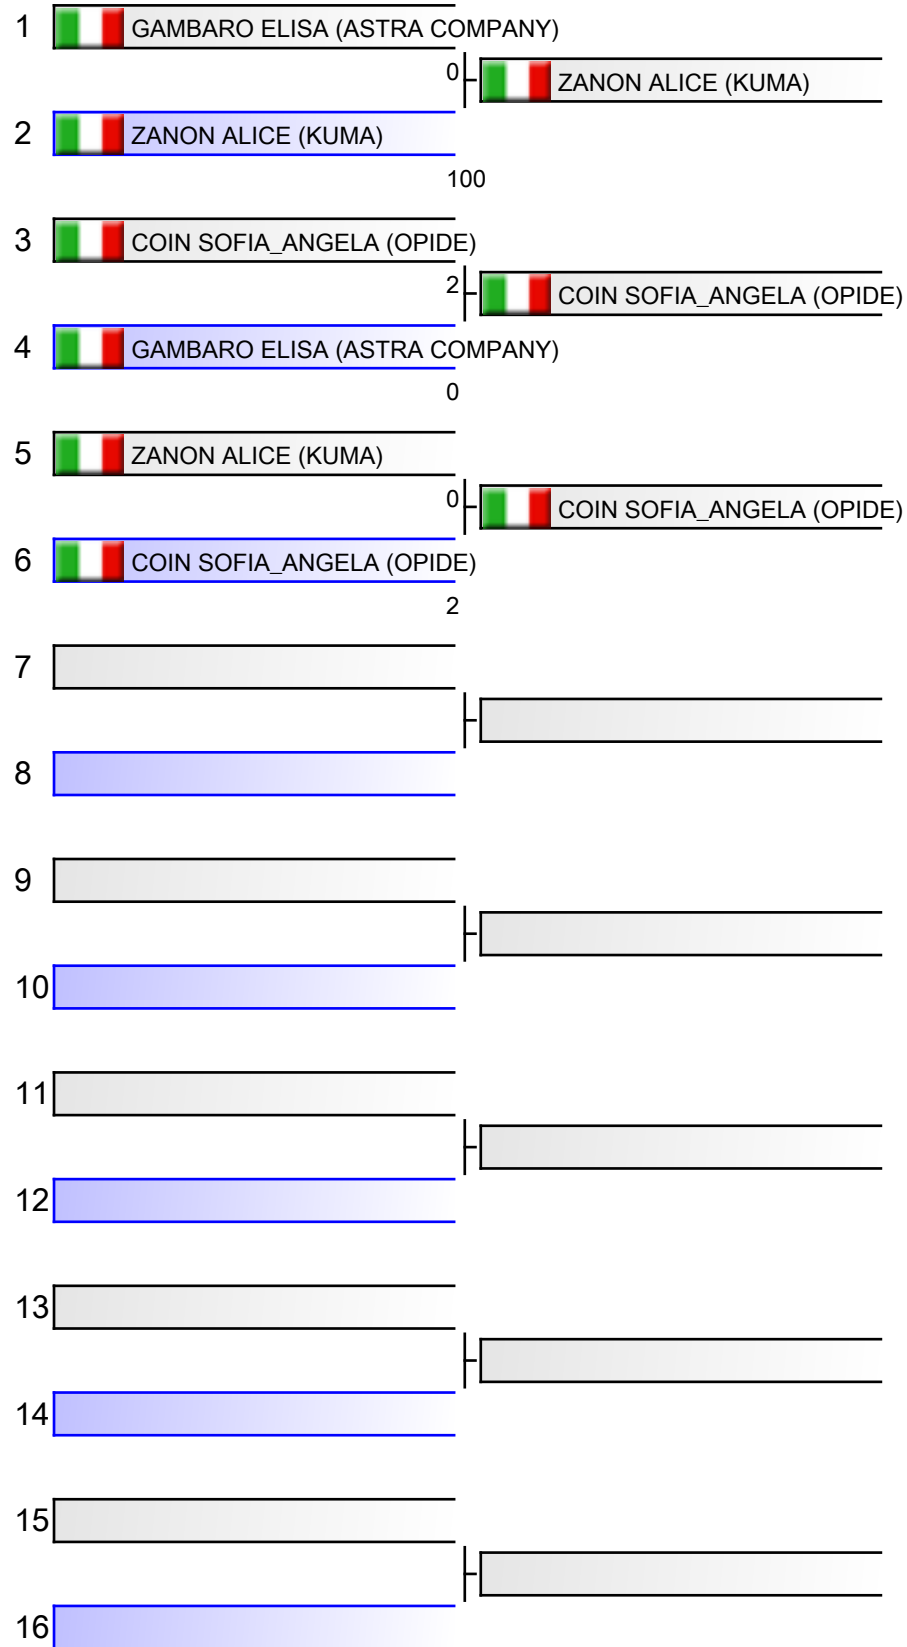 1 GAMBARO ELISA (ASTRA COMPANY)
0 ZANON ALICE (KUMA)
2 ZANON ALICE (KUMA)
100
3 COIN SOFIA_ANGELA (OPIDE)
2 COIN SOFIA_ANGELA (OPIDE)
4 GAMBARO ELISA (ASTRA COMPANY)
0
5 ZANON ALICE (KUMA)
0 COIN SOFIA_ANGELA (OPIDE)
6 COIN SOFIA_ANGELA (OPIDE)
2
7
8
9
10
11
12
13
14
15
16